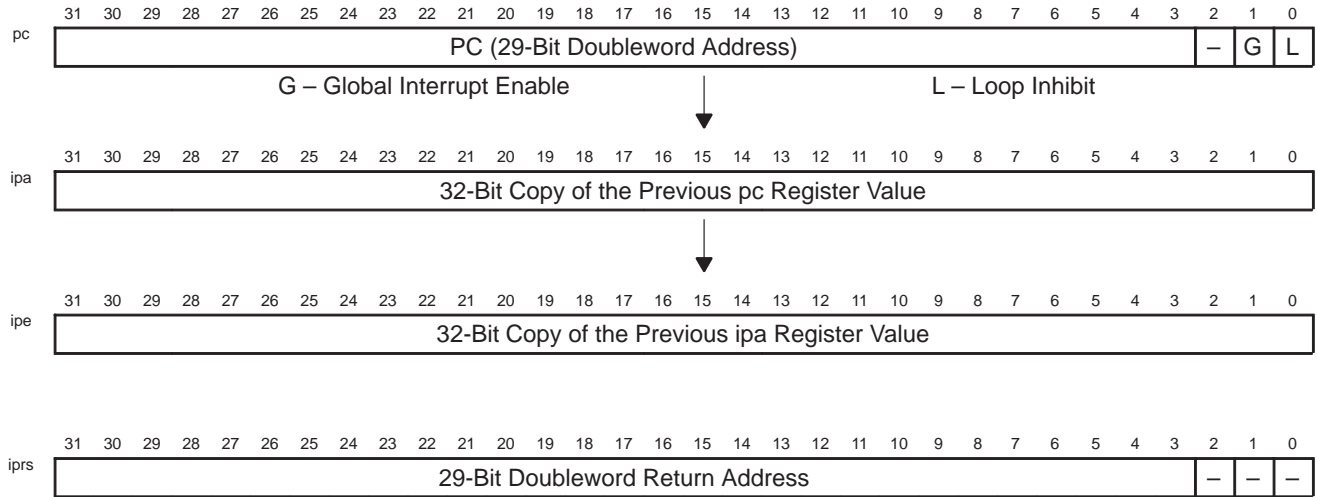 31 30 29 28 27 26 25 24 23 22 21 20 19 18 17 16 15 14 13 12 11 10 9 8 7 6 5 4 3 2 1 0
pc PC (29-Bit Doubleword Address) – G L
G – Global Interrupt Enable L – Loop Inhibit
31 30 29 28 27 26 25 24 23 22 21 20 19 18 17 16 15 14 13 12 11 10 9 8 7 6 5 4 3 2 1 0
ipa 32-Bit Copy of the Previous pc Register Value
31 30 29 28 27 26 25 24 23 22 21 20 19 18 17 16 15 14 13 12 11 10 9 8 7 6 5 4 3 2 1 0
ipe 32-Bit Copy of the Previous ipa Register Value
31 30 29 28 27 26 25 24 23 22 21 20 19 18 17 16 15 14 13 12 11 10 9 8 7 6 5 4 3 2 1 0
iprs 29-Bit Doubleword Return Address – – –